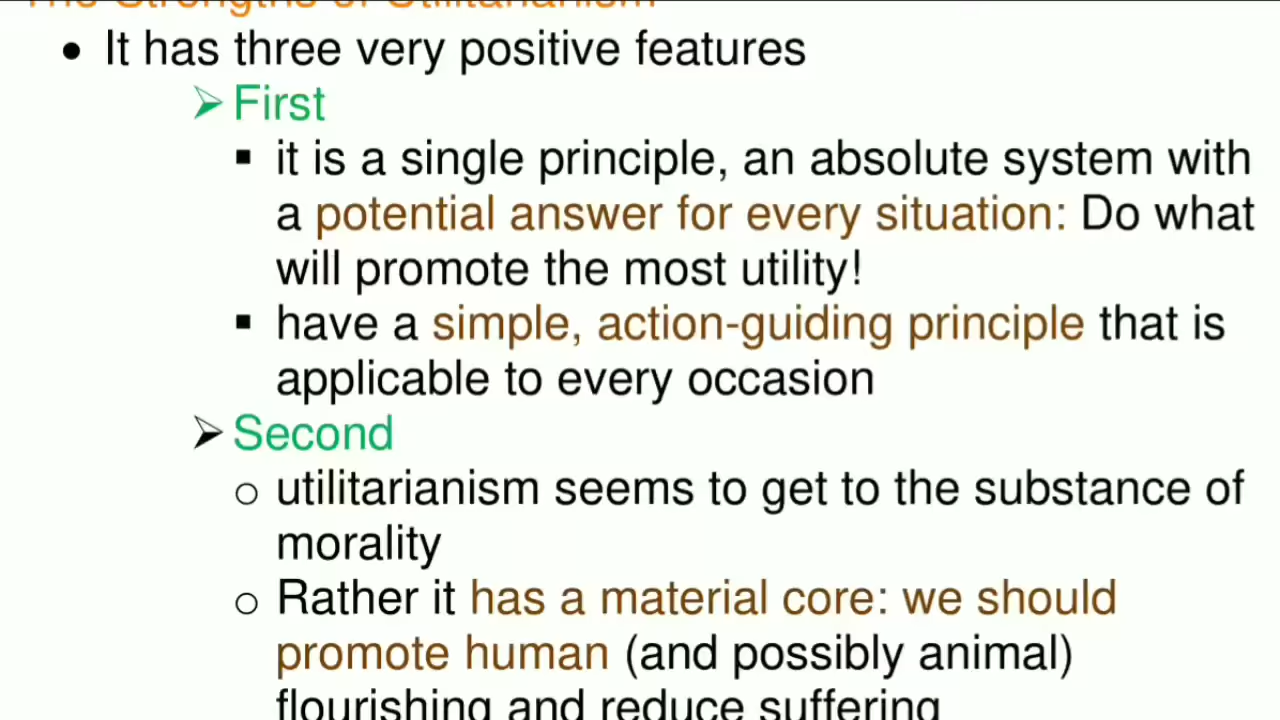 The Strengths of Utilitarianism
• It has three very positive features
➢ First
▪ it is a single principle, an absolute system with
a potential answer for every situation: Do what
will promote the most utility!
▪ have a simple, action-guiding principle that is
applicable to every occasion
➢ Second
o utilitarianism seems to get to the substance of
morality
o Rather it has a material core: we should
promote human (and possibly animal)
flourishing and reduce suffering